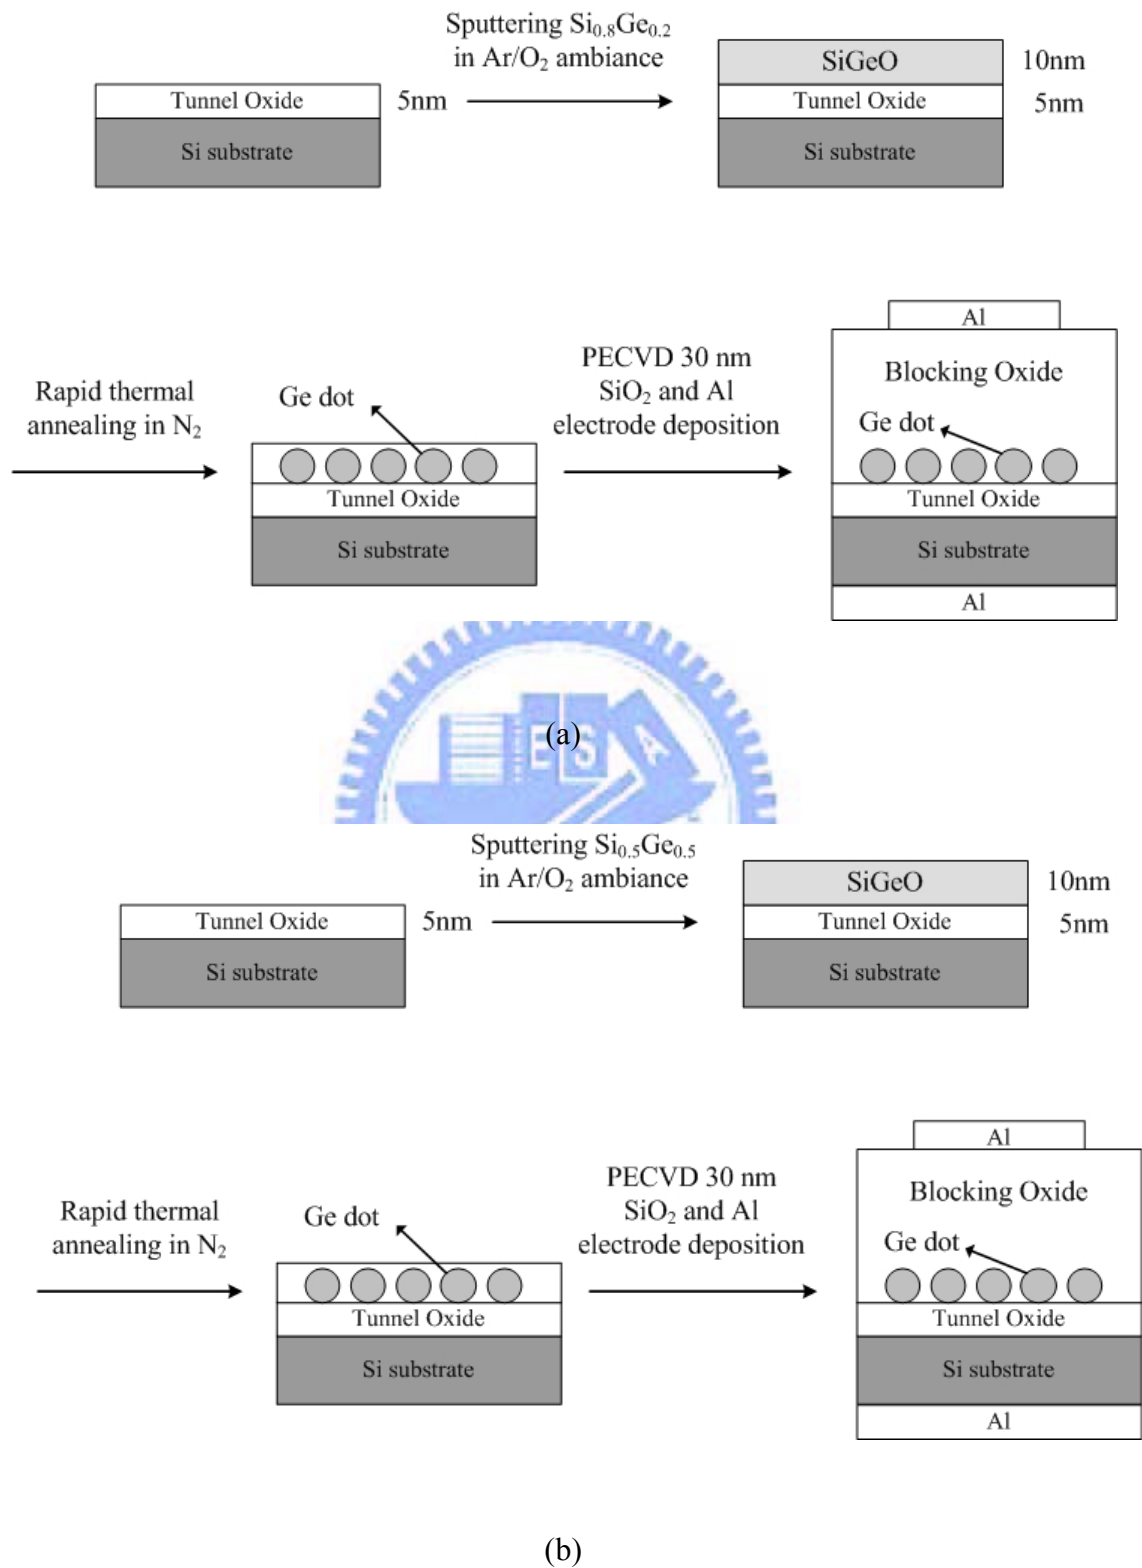 Sputtering Si0.8Ge0.2
in Ar/O2 ambiance
Tunnel Oxide
5nm
Si substrate
SiGeO
10nm
Tunnel Oxide
5nm
Si substrate
Rapid thermal
annealing in N2
Ge dot
Tunnel Oxide
Si substrate
PECVD 30 nm
SiO2 and Al
electrode deposition
Al
Blocking Oxide
Ge dot
Tunnel Oxide
Si substrate
Al
E S A
(a)
Sputtering Si0.5Ge0.5
in Ar/O2 ambiance
Tunnel Oxide
5nm
Si substrate
SiGeO
10nm
Tunnel Oxide
5nm
Si substrate
Rapid thermal
annealing in N2
Ge dot
Tunnel Oxide
Si substrate
PECVD 30 nm
SiO2 and Al
electrode deposition
Al
Blocking Oxide
Ge dot
Tunnel Oxide
Si substrate
Al
(b)